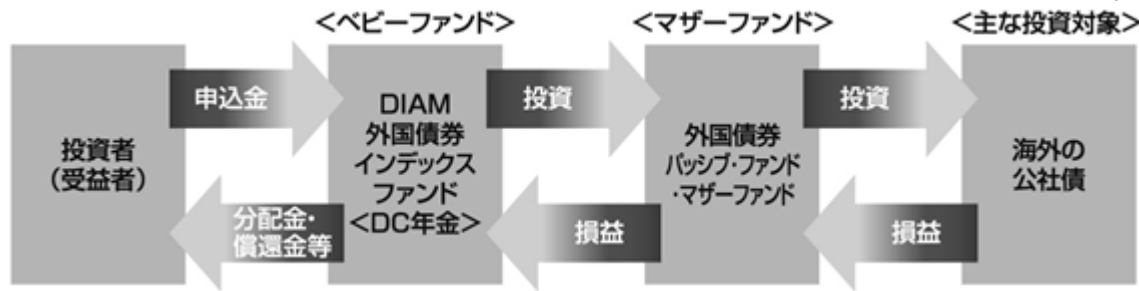 <ベビーファンド>
<マザーファンド>
<主な投資対象>
投資者
(受益者)
申込金
分配金・
償還金等
DIAM
外国債券
インデックス
ファンド
<DC年金>
投資
損益
外国債券
パッシブ・ファンド
・マザーファンド
投資
損益
海外の
公社債